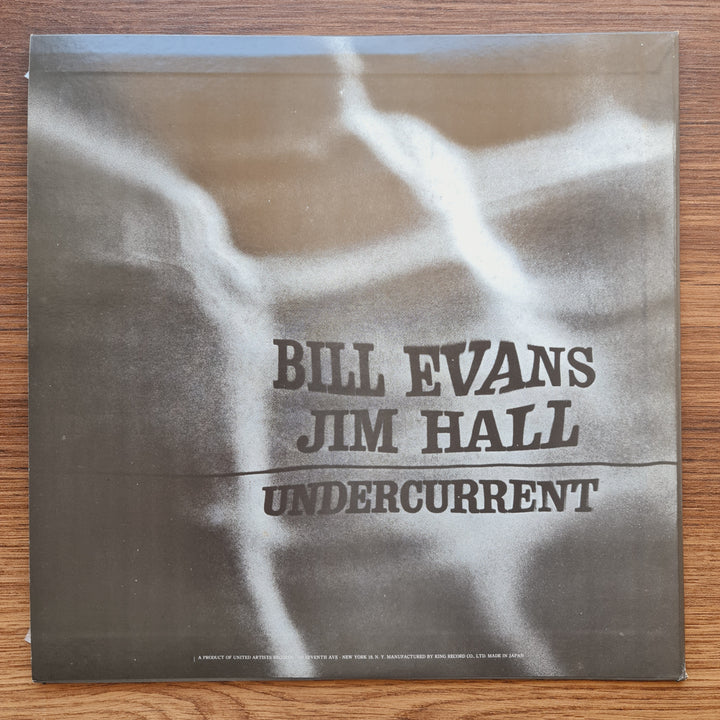 BILL EVANS
JIM HALL
UNDERCURRENT
A PRODUCT OF UNITED ARTISTS RECORDS SEVENTH AVE · NEW YORK 19, N. Y. MANUFACTURED BY KING RECORD CO., LTD. MADE IN JAPAN